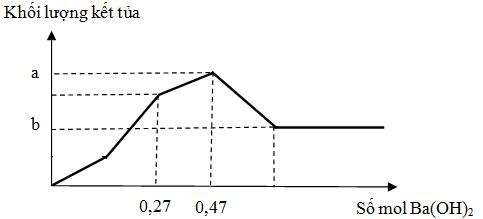 Khối lượng kết tủa
a
b
0,27
0,47
Số mol Ba(OH)₂